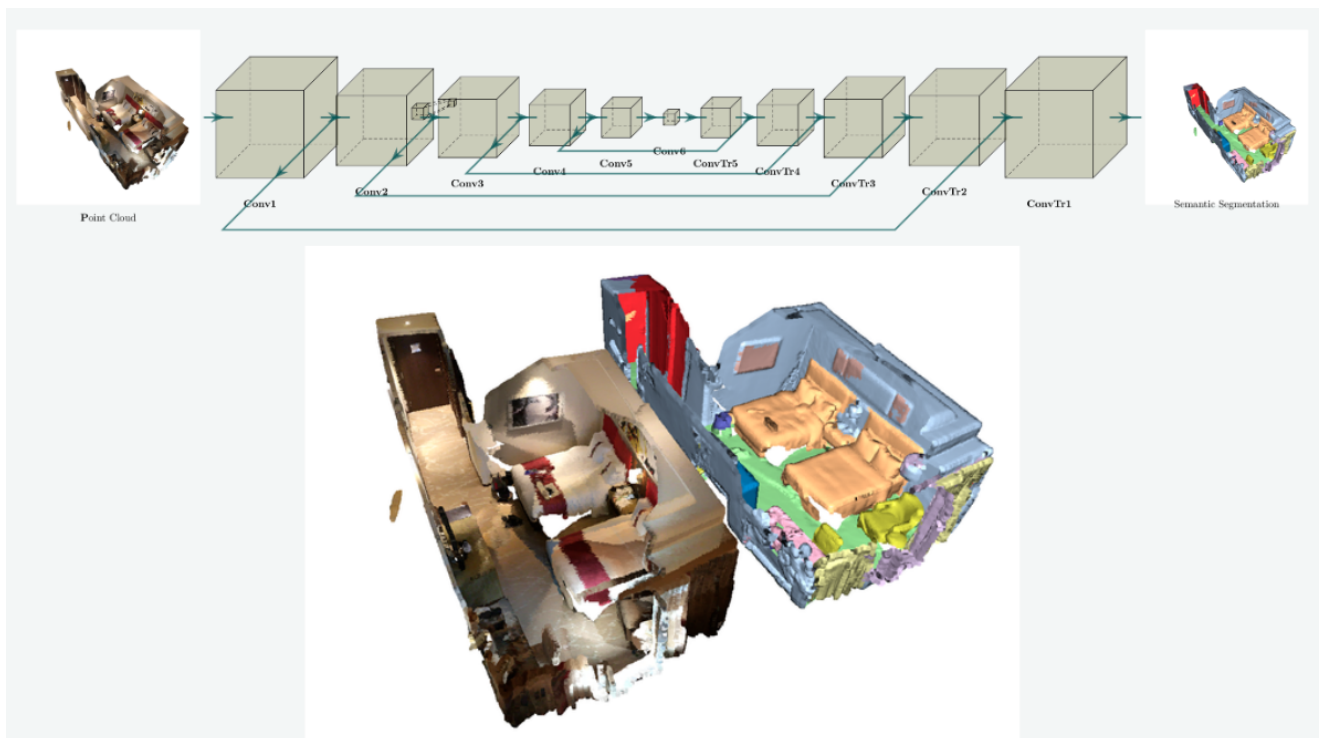 Point Cloud
Conv1
Conv2
Conv3
Conv4
Conv5
Conv6
ConvTr5
ConvTr4
ConvTr3
ConvTr2
ConvTr1
Semantic Segmentation